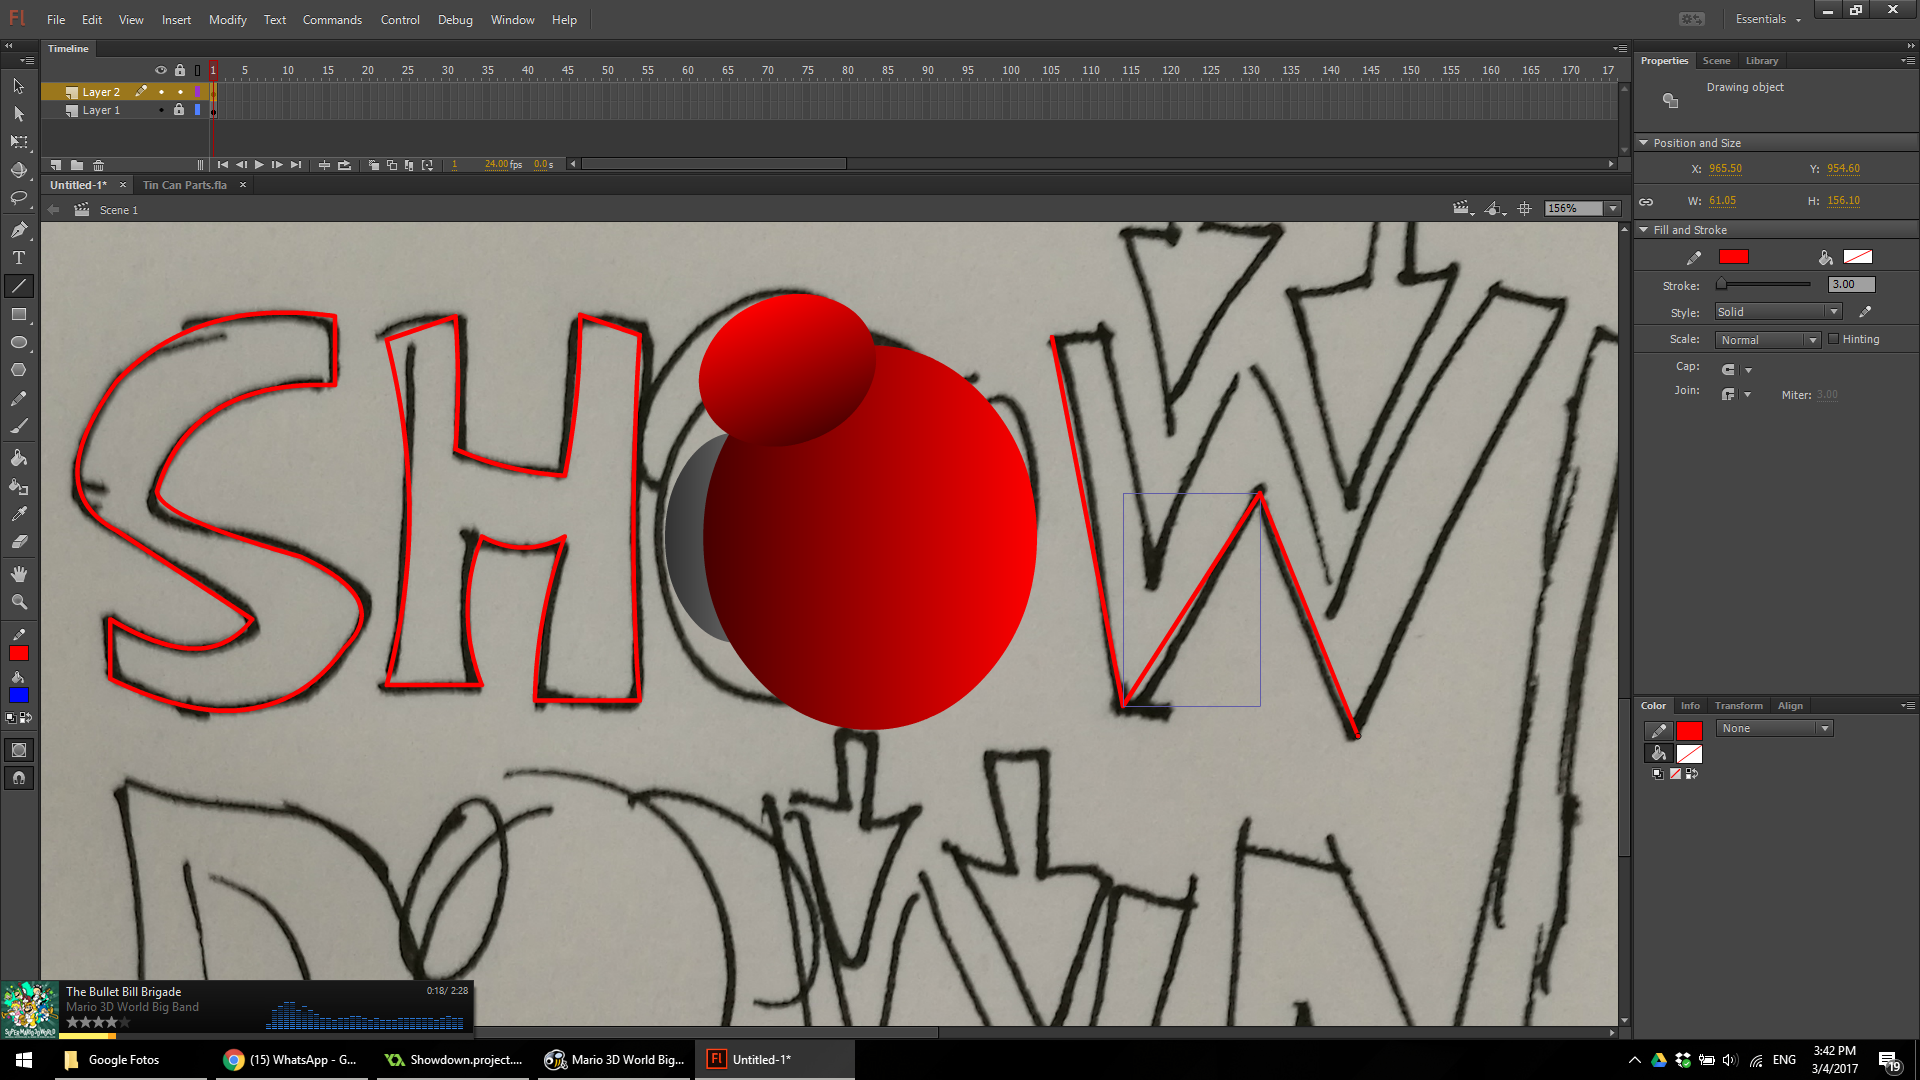 Fl File Edit View Insert Modify Text Commands Control Debug Window Help Essentials
Timeline
1 5 10 15 20 25 30 35 40 45 50 55 60 65 70 75 80 85 90 95 100 105 110 115 120 125 130 135 140 145 150 155 160 165 170 17
Layer 2
Layer 1
1 24.00 fps 0.0 s
Untitled-1* Tin Can Parts.fla
Scene 1 156%
Properties Scene Library
Drawing object
Position and Size
X: 965.50 Y: 954.60
W: 61.05 H: 156.10
Fill and Stroke
Stroke: 3.00
Style: Solid
Scale: Normal Hinting
Cap:
Join: Miter: 3.00
Color Info Transform Align
None
SHOW
DOWN
The Bullet Bill Brigade 0:18/ 2:28
Mario 3D World Big Band
Google Fotos (15) WhatsApp - G... Showdown.project.... Mario 3D World Big... Fl Untitled-1* ENG 3:42 PM
3/4/2017 19